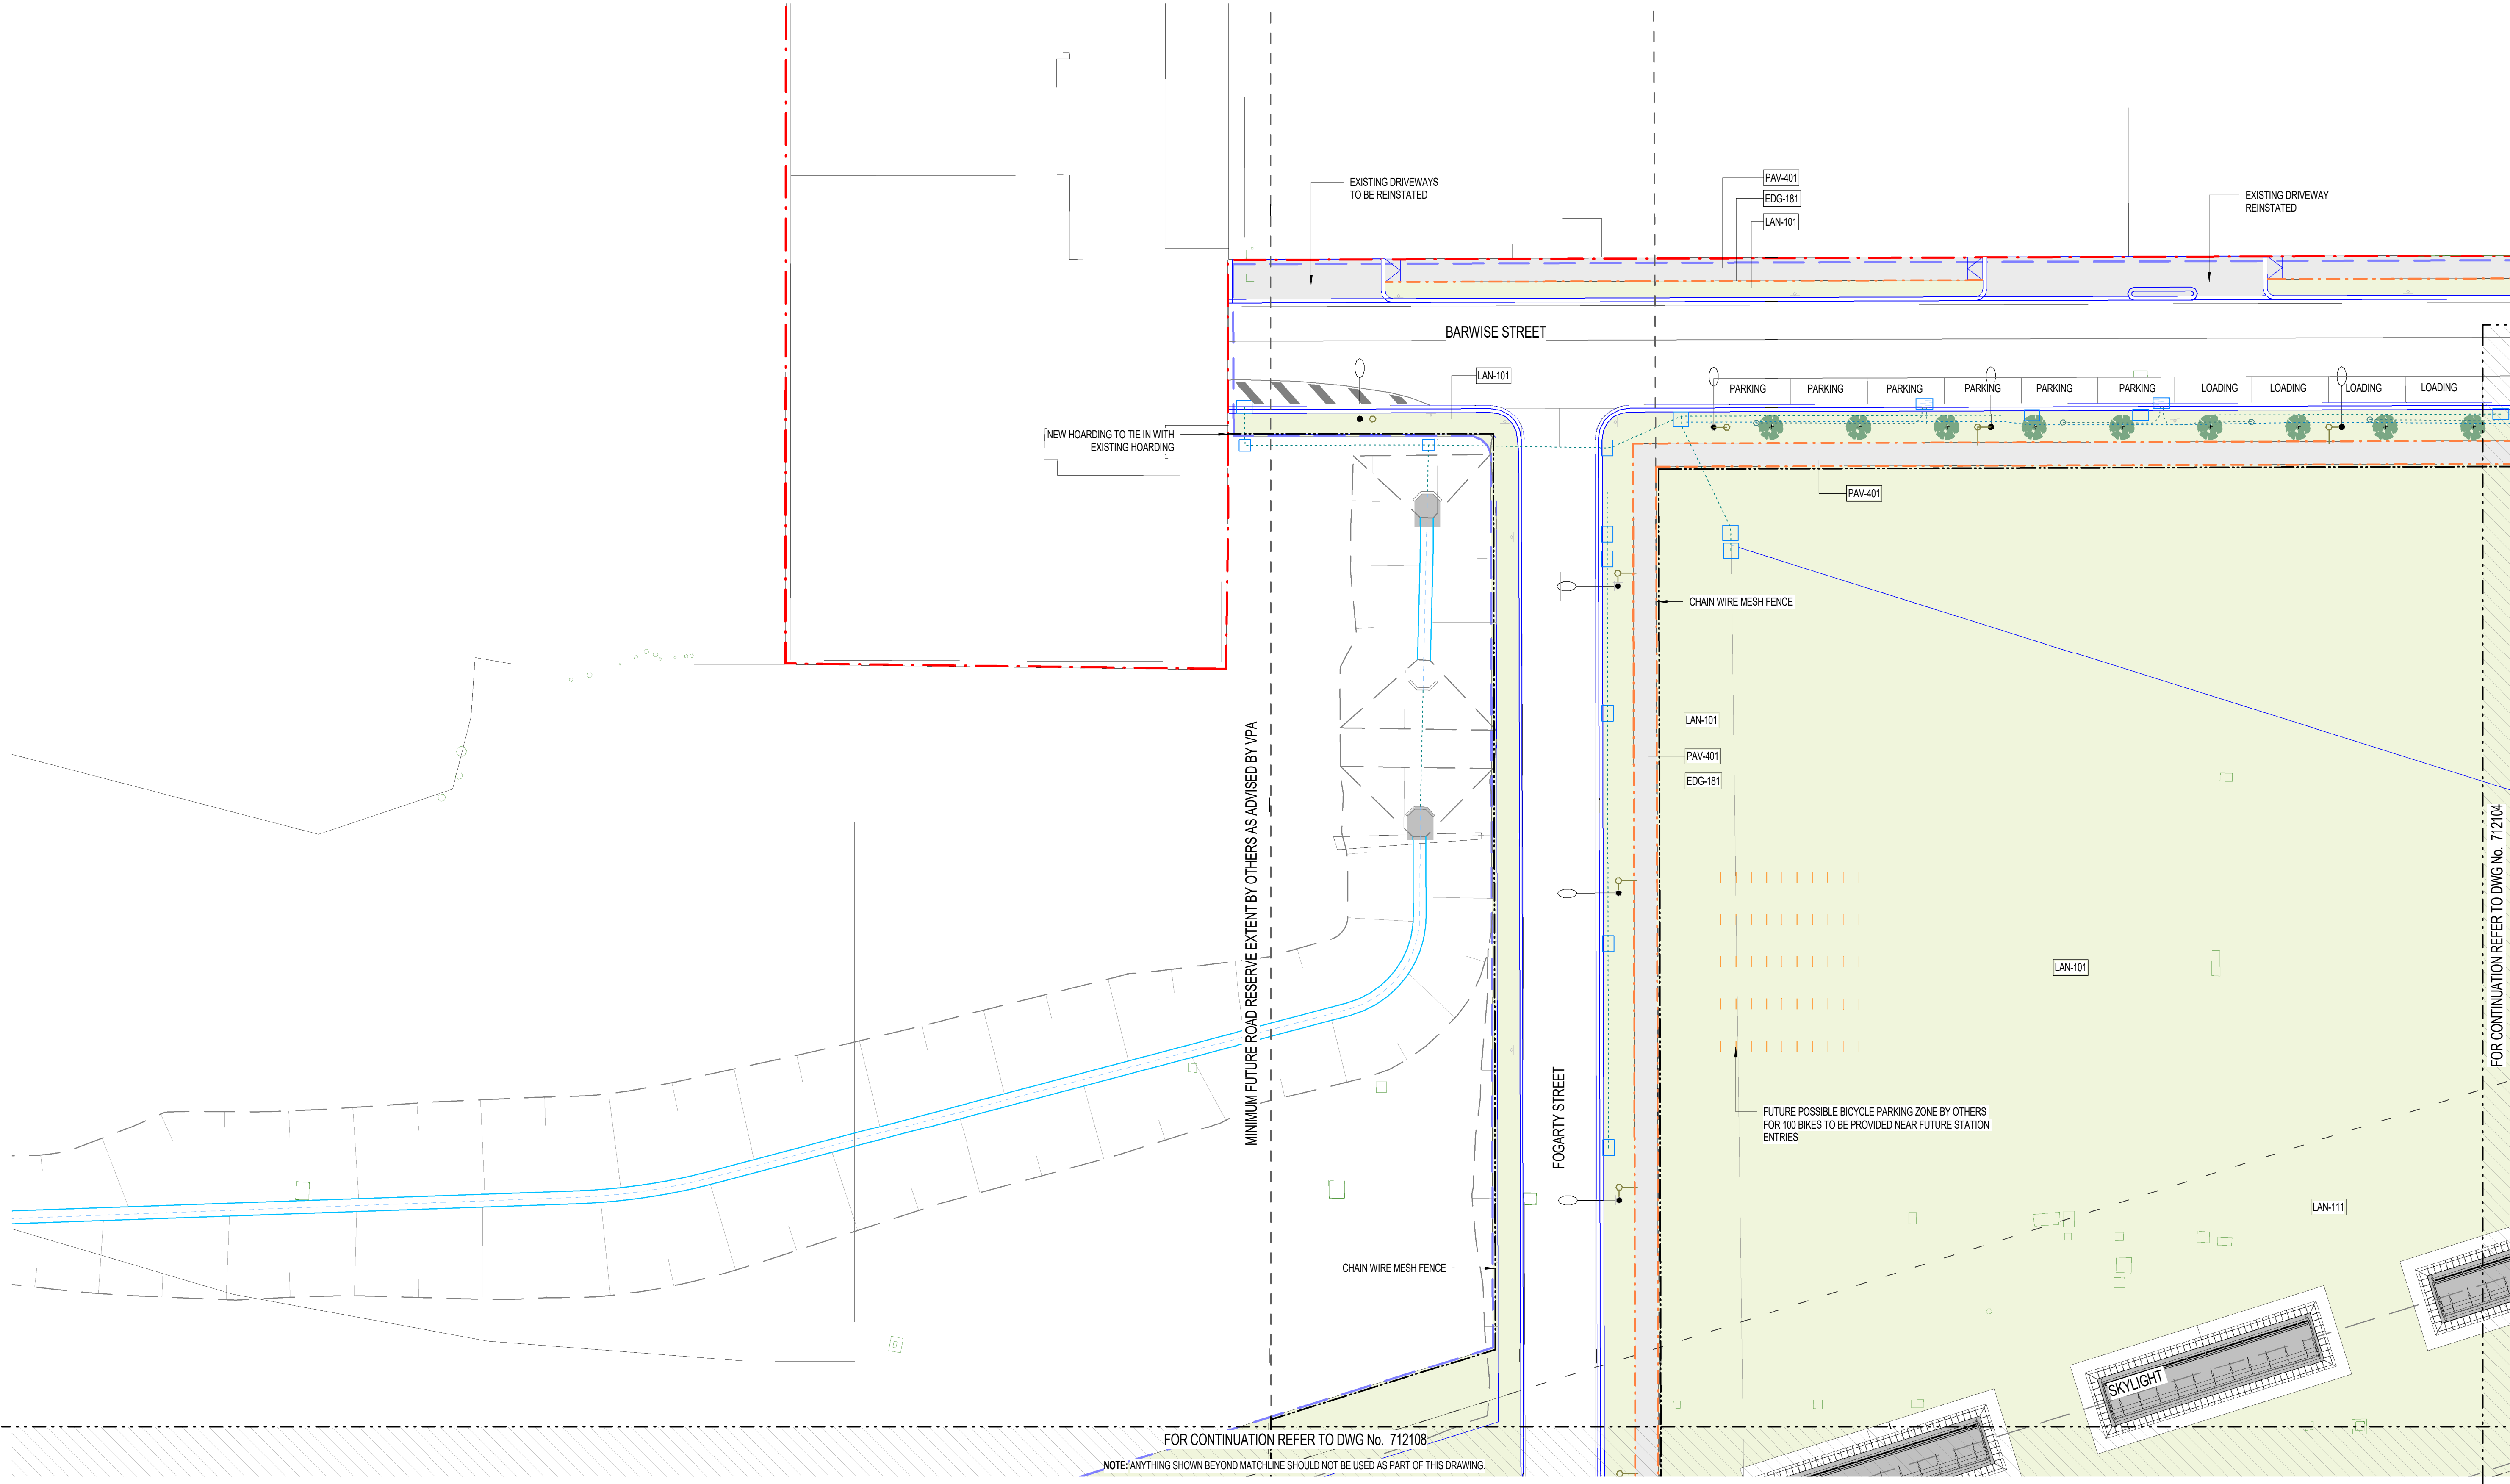 EXISTING DRIVEWAYS
TO BE REINSTATED
PAV-401
EDG-181
LAN-101
EXISTING DRIVEWAY
REINSTATED
BARWISE STREET
LAN-101
PARKING
PARKING
PARKING
PARKING
PARKING
PARKING
LOADING
LOADING
LOADING
LOADING
NEW HOARDING TO TIE IN WITH
EXISTING HOARDING
PAV-401
CHAIN WIRE MESH FENCE
LAN-101
PAV-401
EDG-181
MINIMUM FUTURE ROAD RESERVE EXTENT BY OTHERS AS ADVISED BY VPA
FOR CONTINUATION REFER TO DWG No. 712104
LAN-101
FOGARTY STREET
FUTURE POSSIBLE BICYCLE PARKING ZONE BY OTHERS
FOR 100 BIKES TO BE PROVIDED NEAR FUTURE STATION
ENTRIES
LAN-111
CHAIN WIRE MESH FENCE
SKYLIGHT
FOR CONTINUATION REFER TO DWG No. 712108
NOTE: ANYTHING SHOWN BEYOND MATCHLINE SHOULD NOT BE USED AS PART OF THIS DRAWING.